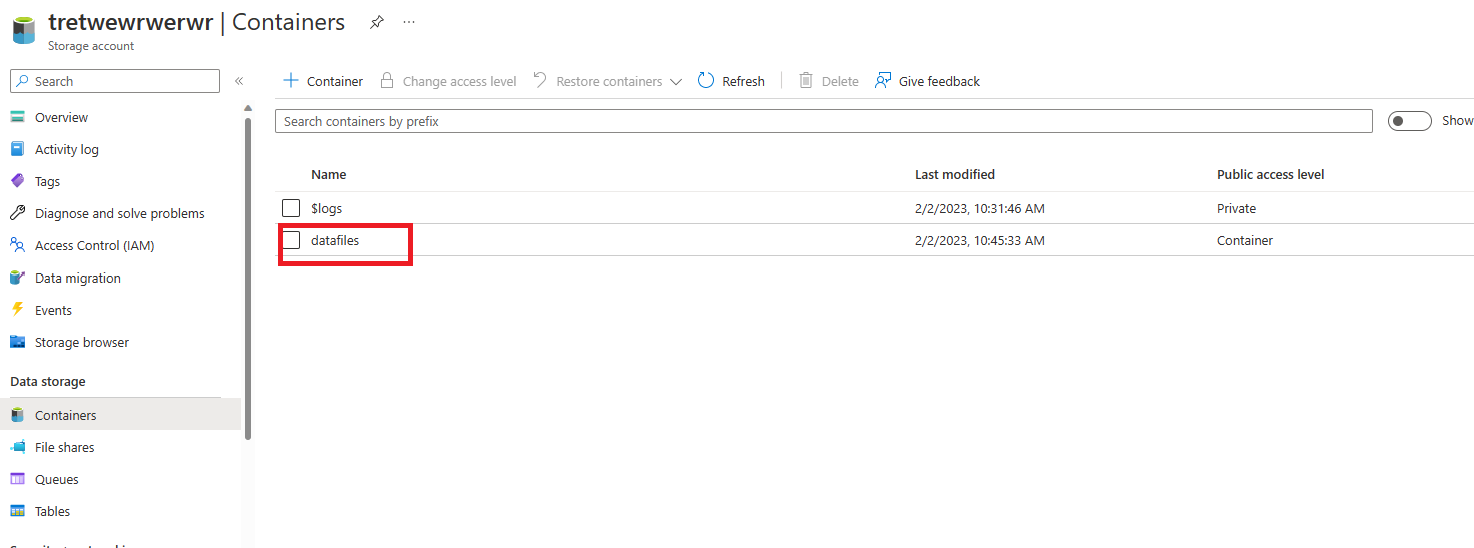 tretwewrwerwr | Containers
Storage account
Search
Container
Change access level
Restore containers
Refresh
Delete
Give feedback
Search containers by prefix
Show
Overview
Activity log
Tags
Diagnose and solve problems
Access Control (IAM)
Data migration
Events
Storage browser
Data storage
Containers
File shares
Queues
Tables
Name Last modified Public access level
$logs 2/2/2023, 10:31:46 AM Private
datafiles 2/2/2023, 10:45:33 AM Container